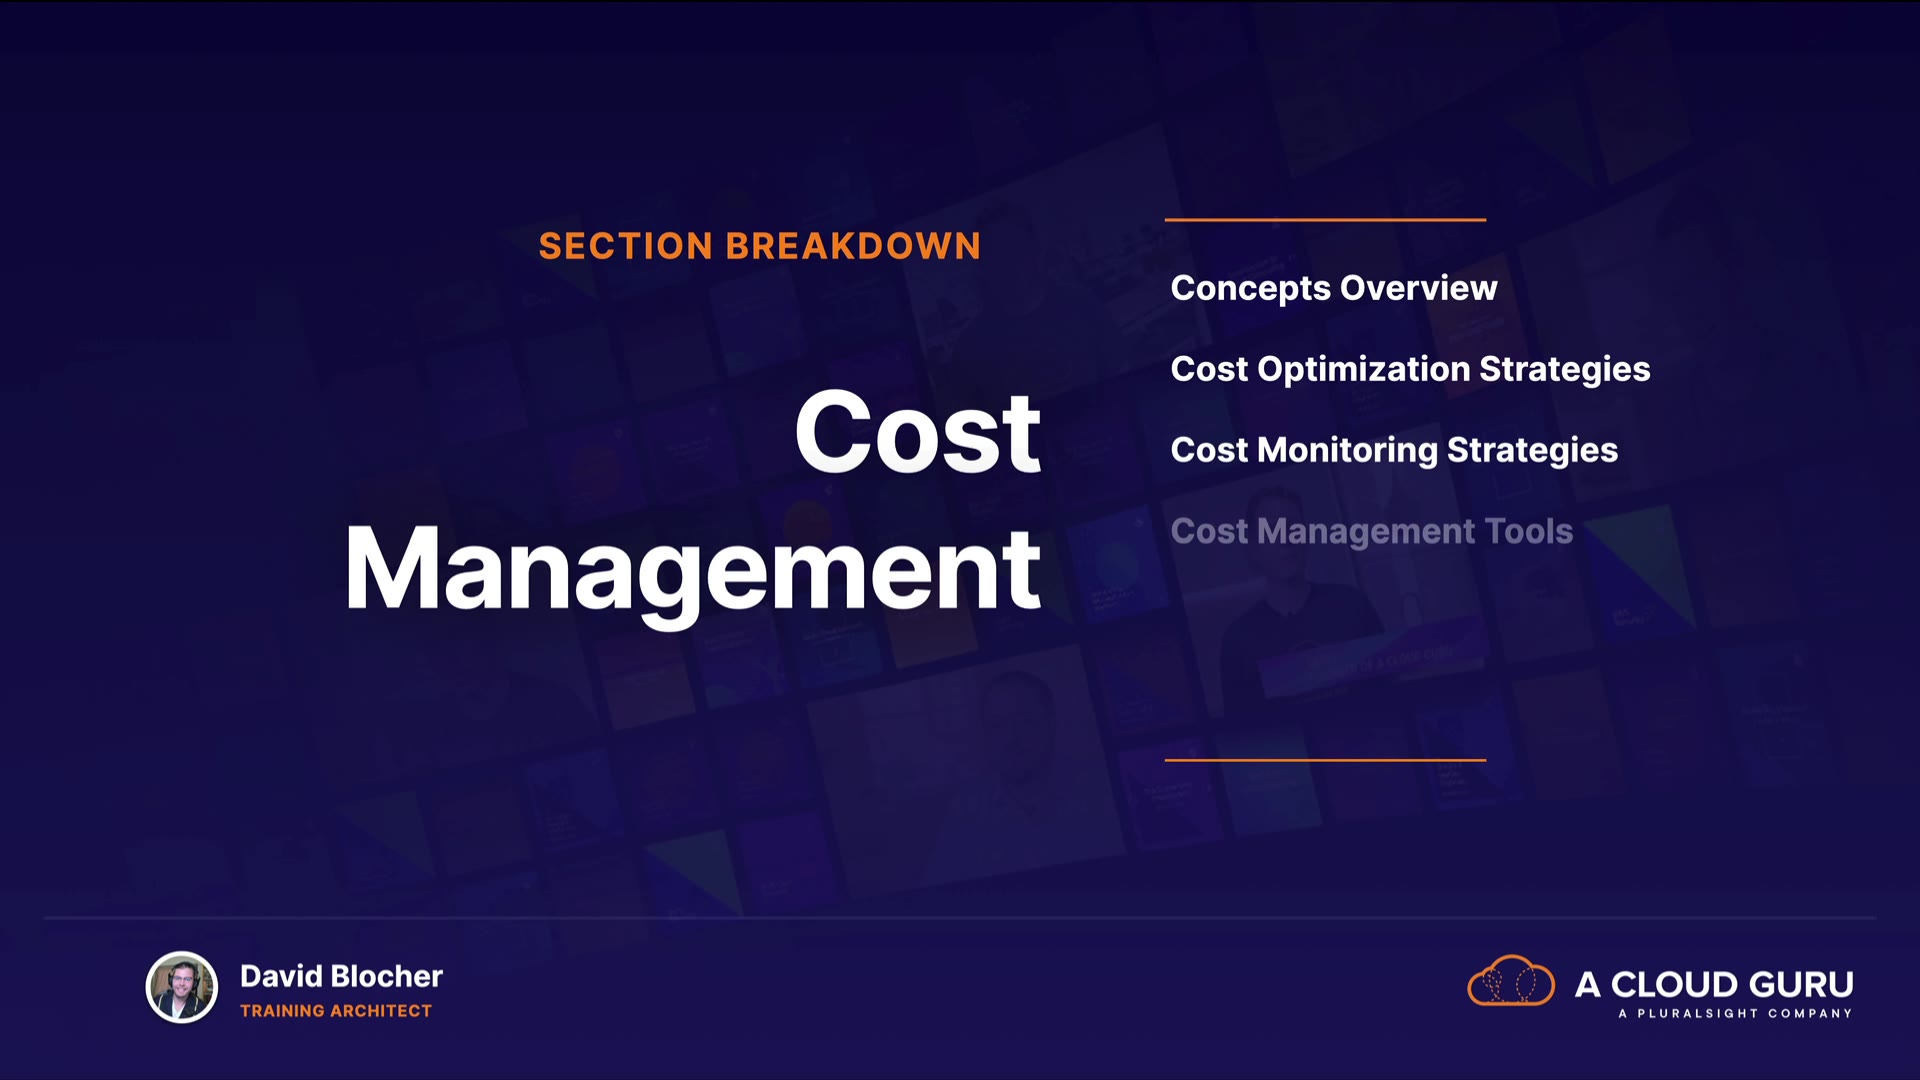 SECTION BREAKDOWN
Cost
Management
Concepts Overview
Cost Optimization Strategies
Cost Monitoring Strategies
Cost Management Tools
David Blocher
TRAINING ARCHITECT
A CLOUD GURU
A PLURALSIGHT COMPANY